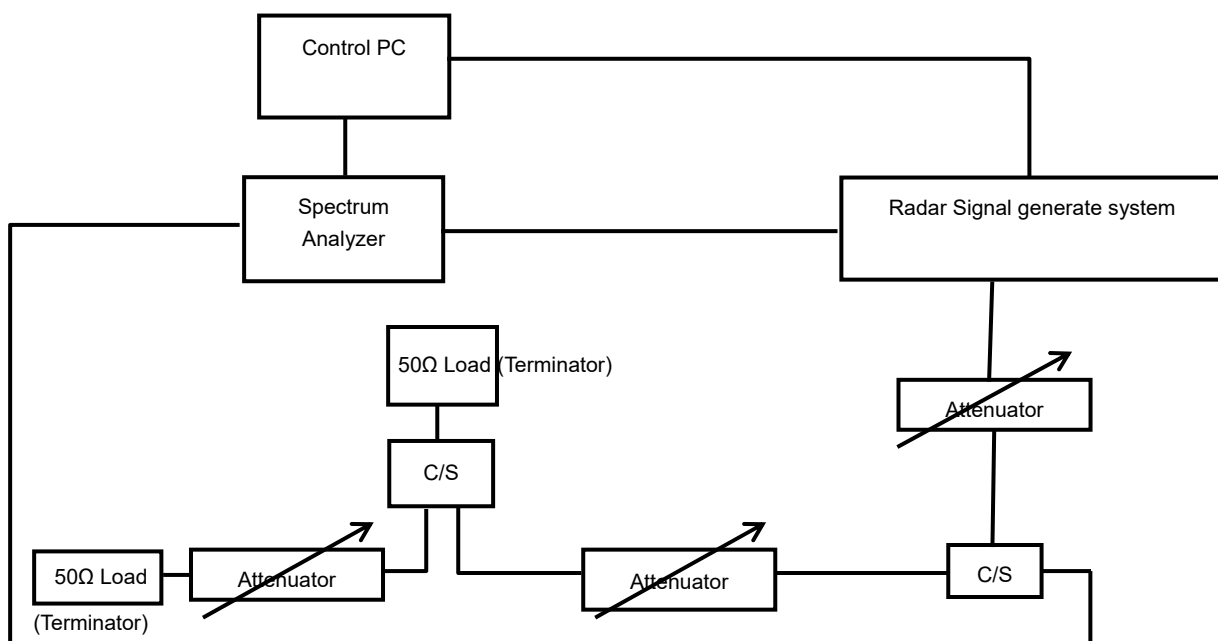 Control PC
Spectrum
Analyzer
Radar Signal generate system
50Ω Load (Terminator)
Attenuator
C/S
50Ω Load
(Terminator)
Attenuator
Attenuator
C/S